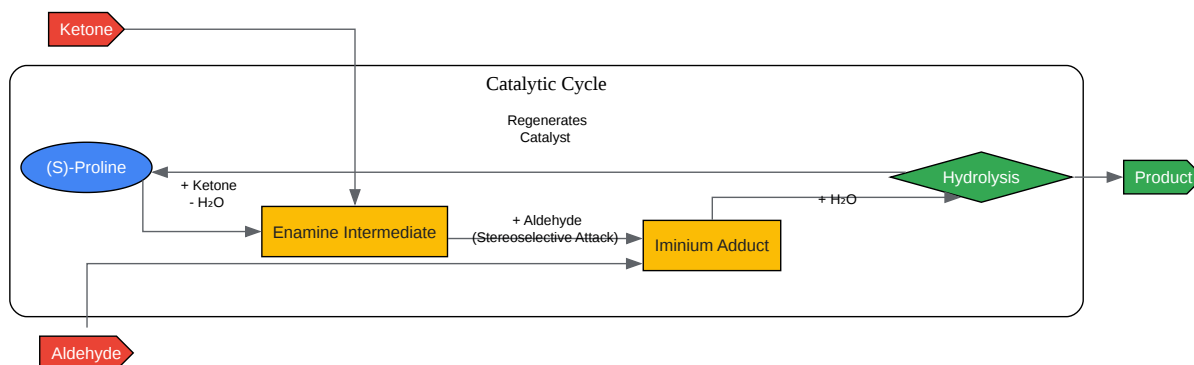 Ketone
Catalytic Cycle
Regenerates
Catalyst
(S)-Proline
+ Ketone
- H₂O
Hydrolysis
Product
+ H₂O
+ Aldehyde
(Stereoselective Attack)
Enamine Intermediate
Iminium Adduct
Aldehyde